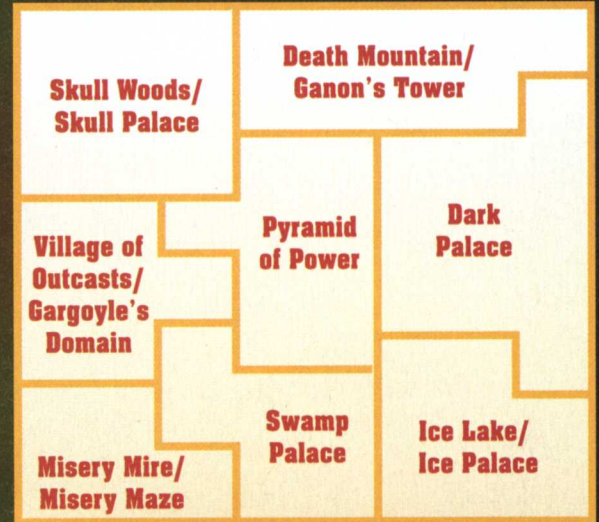 Skull Woods/
Skull Palace
Death Mountain/
Ganon's Tower
Village of
Outcasts/
Gargoyle's
Domain
Pyramid
of Power
Dark
Palace
Misery Mire/
Misery Maze
Swamp
Palace
Ice Lake/
Ice Palace